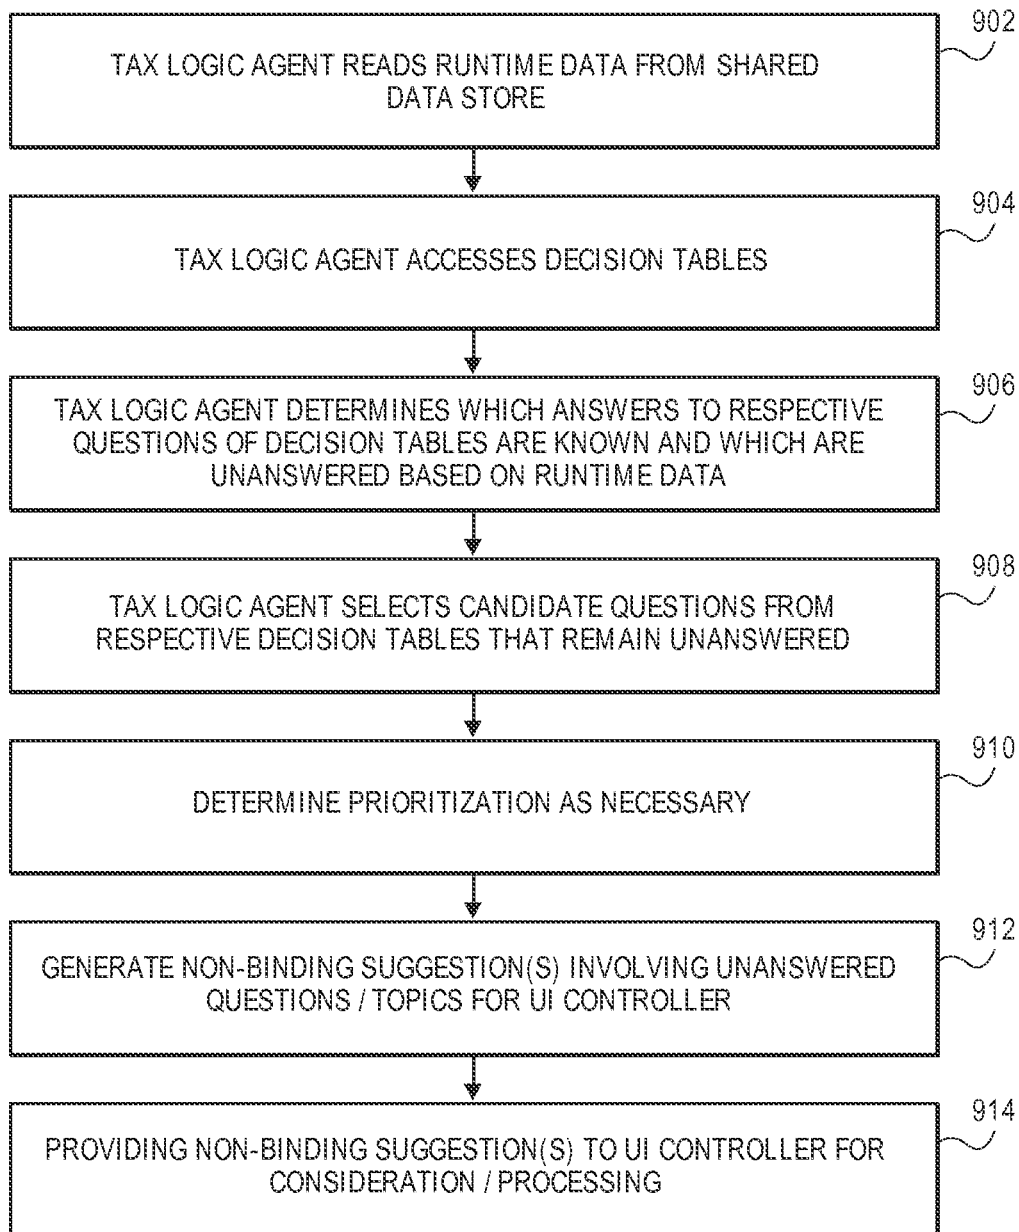 902
TAX LOGIC AGENT READS RUNTIME DATA FROM SHARED
DATA STORE
904
TAX LOGIC AGENT ACCESSES DECISION TABLES
906
TAX LOGIC AGENT DETERMINES WHICH ANSWERS TO RESPECTIVE
QUESTIONS OF DECISION TABLES ARE KNOWN AND WHICH ARE
UNANSWERED BASED ON RUNTIME DATA
908
TAX LOGIC AGENT SELECTS CANDIDATE QUESTIONS FROM
RESPECTIVE DECISION TABLES THAT REMAIN UNANSWERED
910
DETERMINE PRIORITIZATION AS NECESSARY
912
GENERATE NON-BINDING SUGGESTION(S) INVOLVING UNANSWERED
QUESTIONS / TOPICS FOR UI CONTROLLER
914
PROVIDING NON-BINDING SUGGESTION(S) TO UI CONTROLLER FOR
CONSIDERATION / PROCESSING